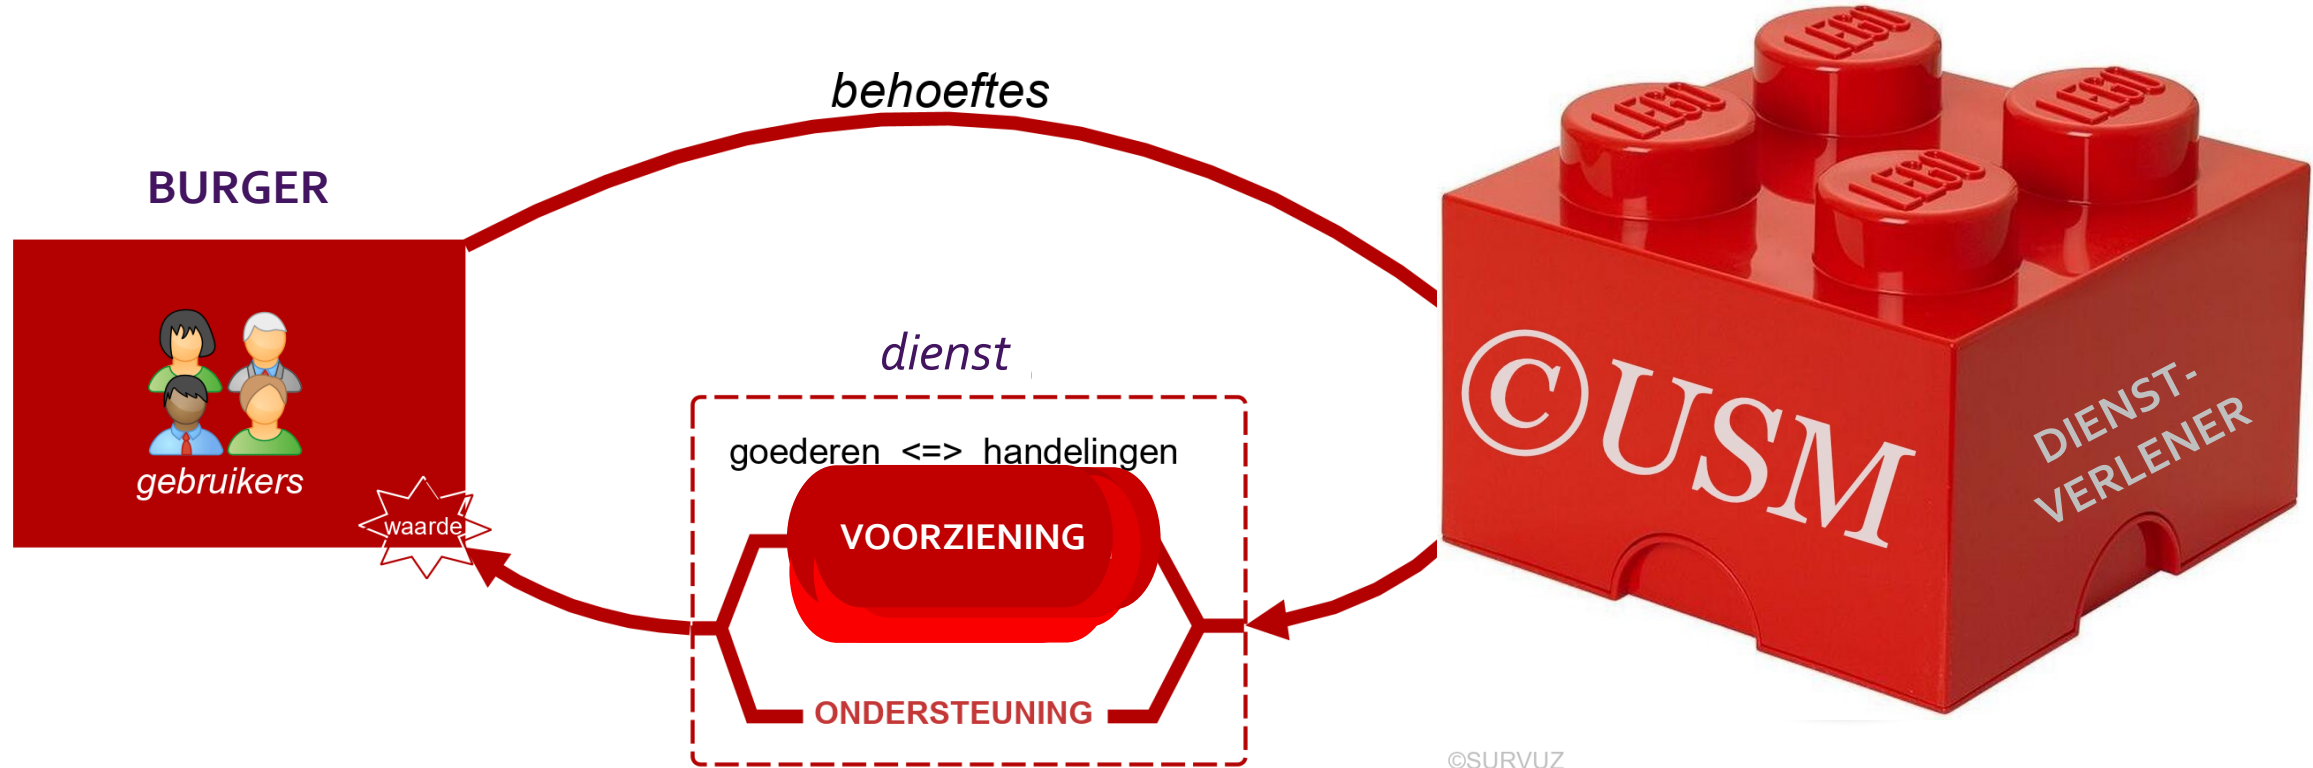 behoeftes
BURGER
gebruikers
waarde
dienst
goederen <=> handelingen
VOORZIENING
ONDERSTEUNING
LEGO
LEGO
LEGO
LEGO
©USM
DIENST-
VERLENER
©SURVUZ